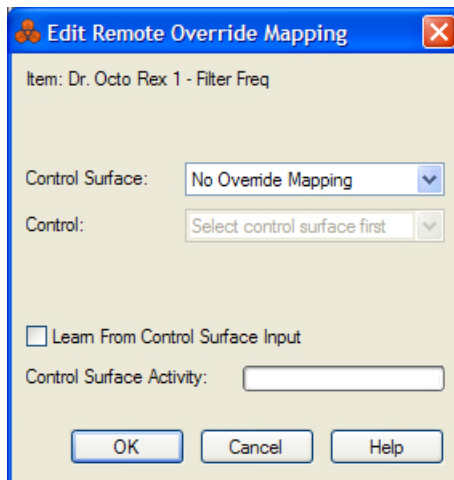 Edit Remote Override Mapping
Item: Dr. Octo Rex 1 - Filter Freq
Control Surface: No Override Mapping
Control: Select control surface first
Learn From Control Surface Input
Control Surface Activity:
OK Cancel Help